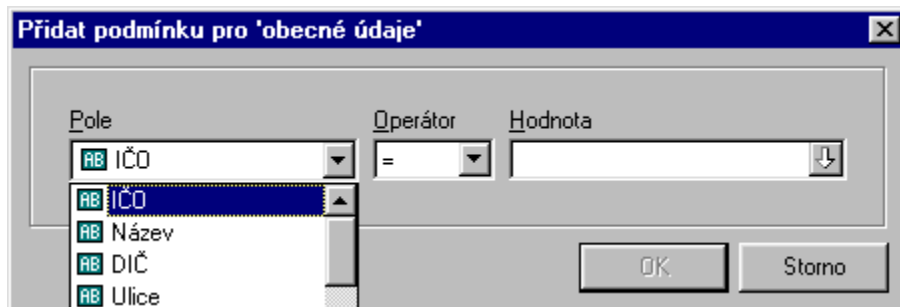 Přidat podmínku pro 'obecné údaje'
Pole Operátor Hodnota
AB IČO =
AB IČO
AB Název
AB DIČ
AB Ulice
OK Storno